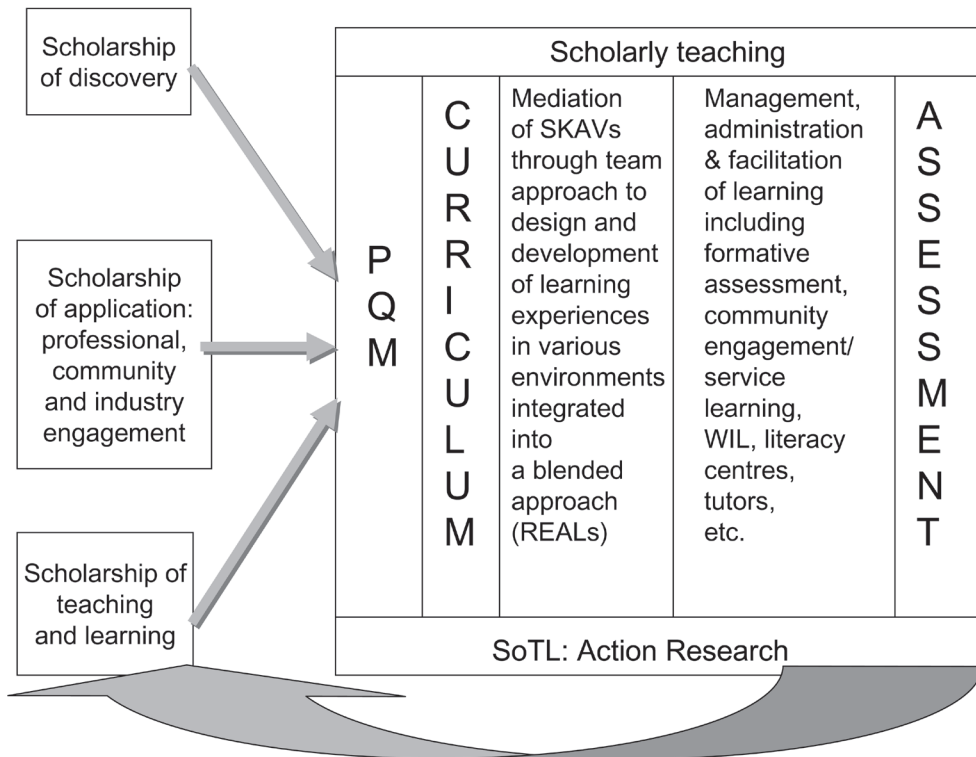 Scholarship
of discovery
Scholarship
of application:
professional,
community
and industry
engagement
Scholarship of
teaching
and learning
Scholarly teaching
P
Q
M
C
U
R
R
I
C
U
L
U
M
Mediation
of SKAVs
through team
approach to
design and
development
of learning
experiences
in various
environments
integrated
into
a blended
approach
(REALs)
Management,
administration
& facilitation
of learning
including
formative
assessment,
community
engagement/
service
learning,
WIL, literacy
centres,
tutors,
etc.
A
S
S
E
S
S
M
E
N
T
SoTL: Action Research